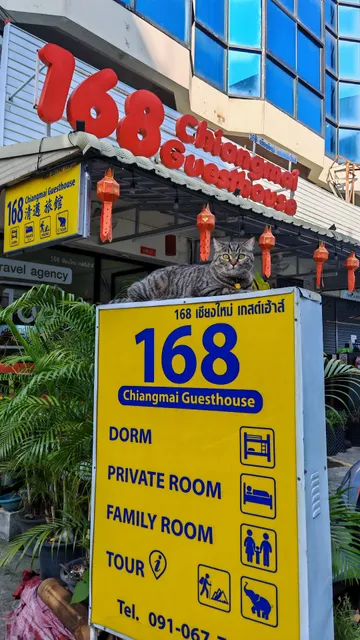 168 Chiangmai
Guesthouse
Chiangmai Guesthouse
168 清邁旅館
travel agency
168 เชียงใหม่ เกสต์เฮ้าส์
168
Chiangmai Guesthouse
DORM
PRIVATE ROOM
FAMILY ROOM
TOUR i
Tel. 091-067-